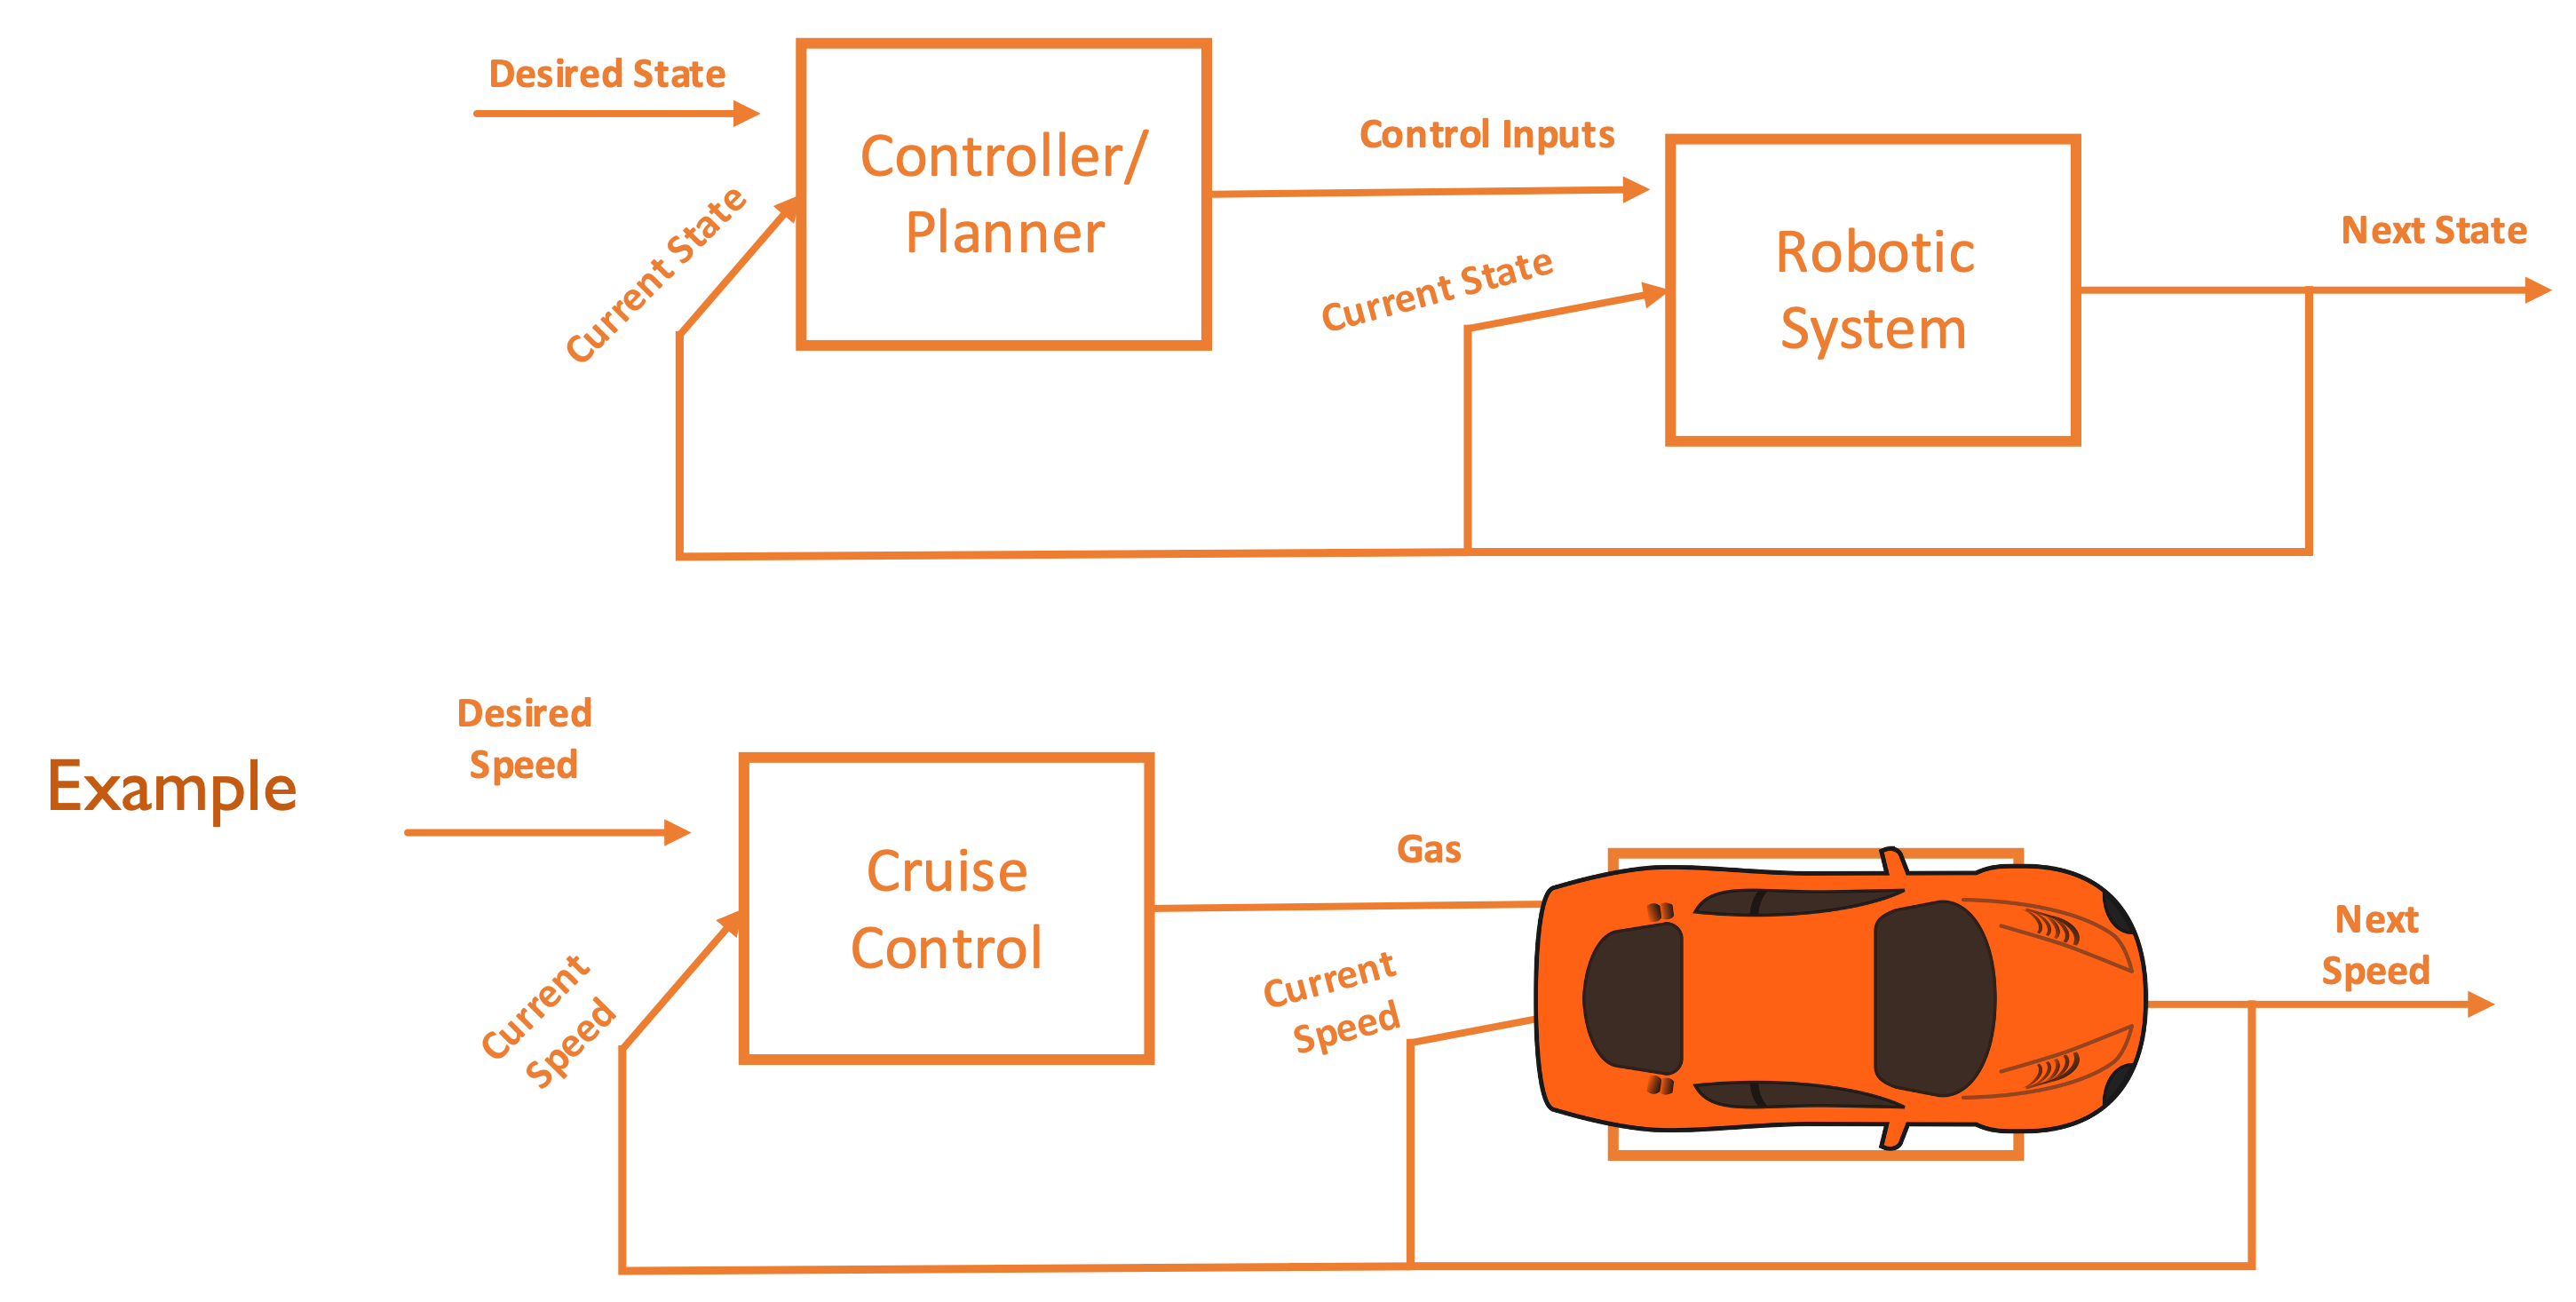 Desired State
Controller/
Planner
Current State
Control Inputs
Current State
Robotic
System
Next State
Example
Desired
Speed
Cruise
Control
Current
Speed
Gas
Current
Speed
Next
Speed